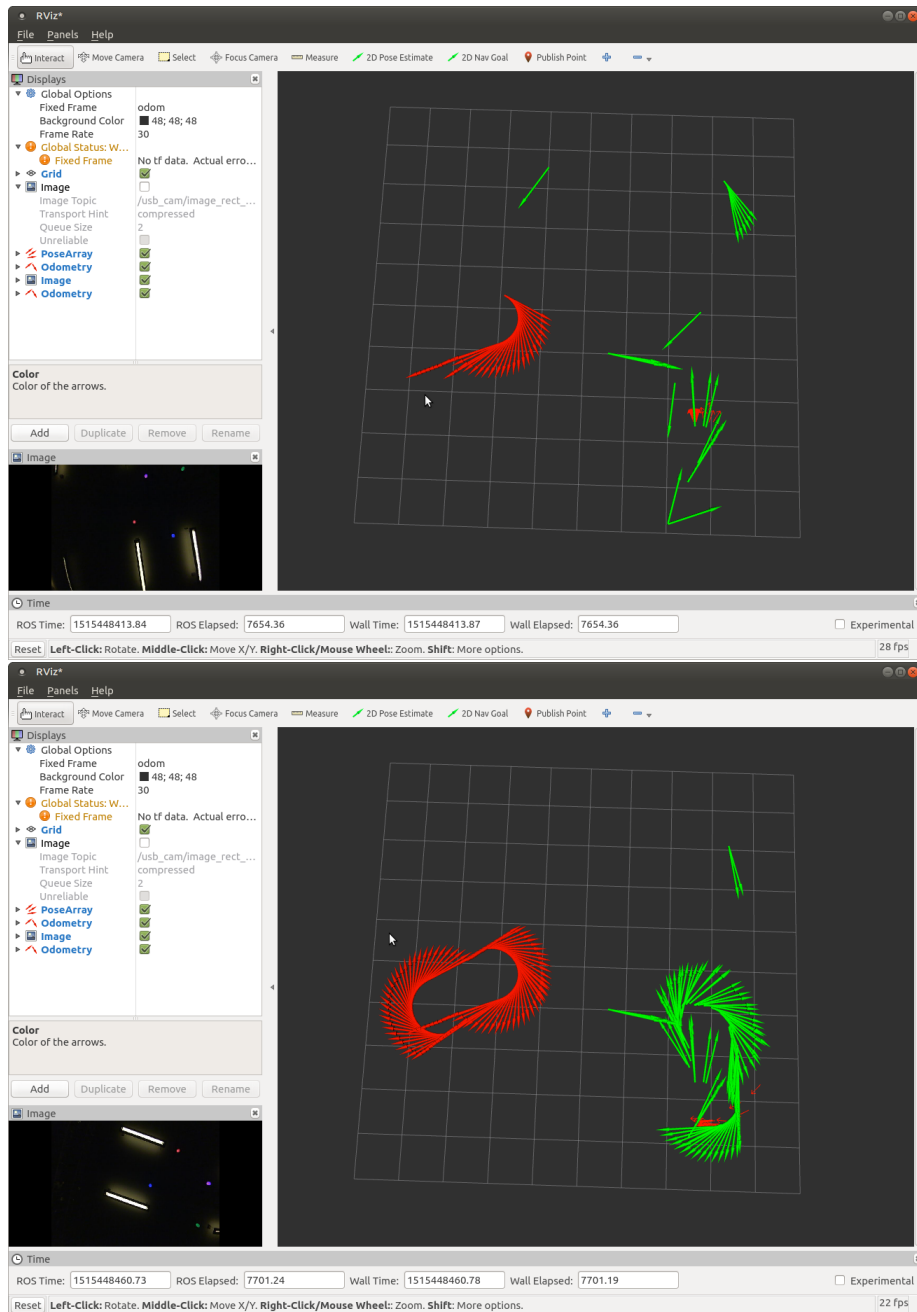 RViz*
File Panels Help
Interact Move Camera Select Focus Camera Measure 2D Pose Estimate 2D Nav Goal Publish Point
Displays
Global Options
Fixed Frame odom
Background Color 48; 48; 48
Frame Rate 30
Global Status: W...
Fixed Frame No tf data. Actual erro...
Grid
Image
Image Topic /usb_cam/image_rect_...
Transport Hint compressed
Queue Size 2
Unreliable
PoseArray
Odometry
Image
Odometry
Color
Color of the arrows.
Add Duplicate Remove Rename
Image
Time
ROS Time: 1515448413.84 ROS Elapsed: 7654.36 Wall Time: 1515448413.87 Wall Elapsed: 7654.36 Experimental
Reset Left-Click: Rotate. Middle-Click: Move X/Y. Right-Click/Mouse Wheel:: Zoom. Shift: More options. 28 fps
RViz*
File Panels Help
Interact Move Camera Select Focus Camera Measure 2D Pose Estimate 2D Nav Goal Publish Point
Displays
Global Options
Fixed Frame odom
Background Color 48; 48; 48
Frame Rate 30
Global Status: W...
Fixed Frame No tf data. Actual erro...
Grid
Image
Image Topic /usb_cam/image_rect_...
Transport Hint compressed
Queue Size 2
Unreliable
PoseArray
Odometry
Image
Odometry
Color
Color of the arrows.
Add Duplicate Remove Rename
Image
Time
ROS Time: 1515448460.73 ROS Elapsed: 7701.24 Wall Time: 1515448460.78 Wall Elapsed: 7701.19 Experimental
Reset Left-Click: Rotate. Middle-Click: Move X/Y. Right-Click/Mouse Wheel:: Zoom. Shift: More options. 22 fps